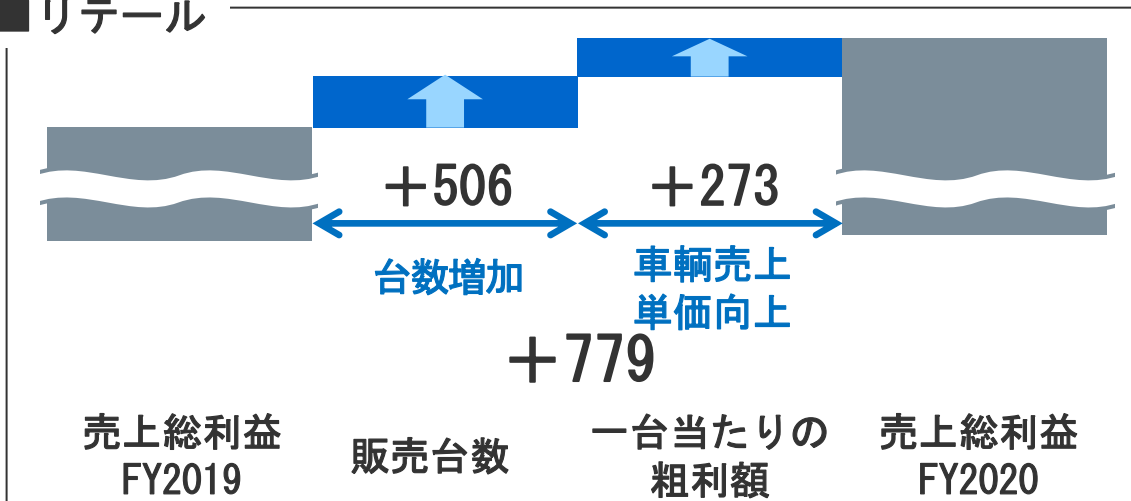 ■リテール
＋506
＋273
台数増加
車輌売上
単価向上
＋779
売上総利益
FY2019
販売台数
一台当たりの
粗利額
売上総利益
FY2020